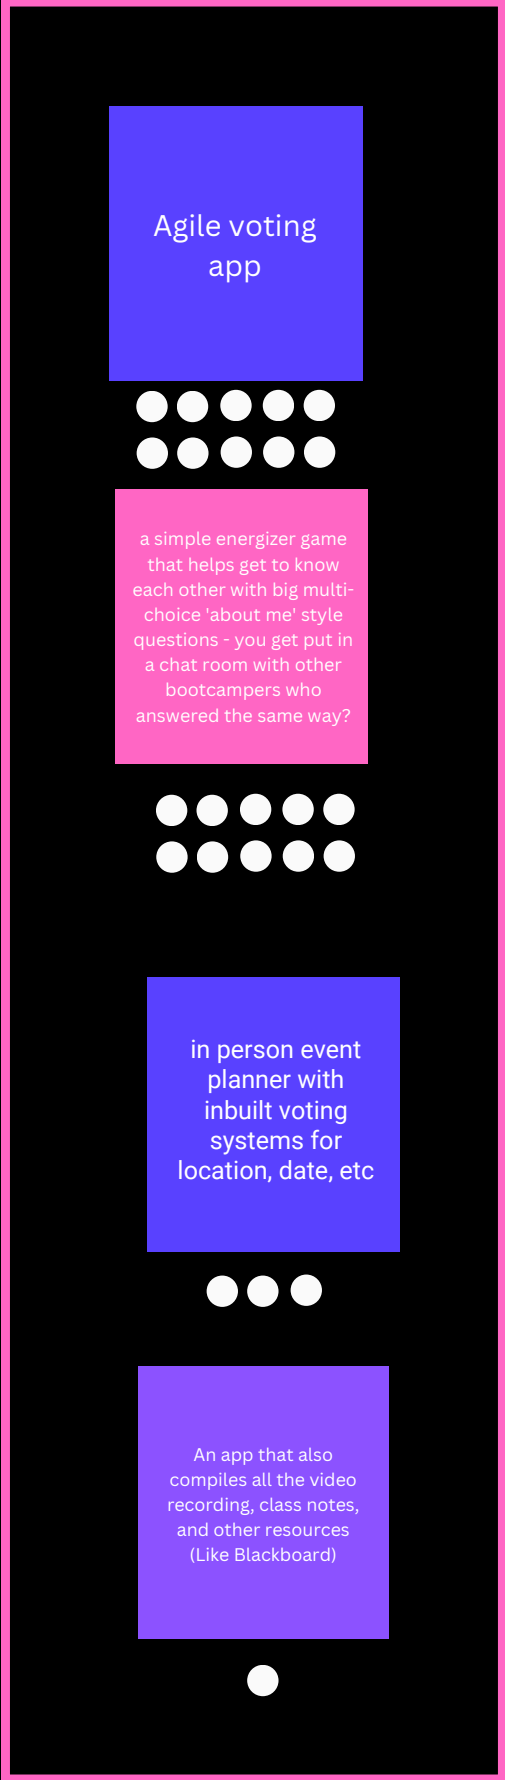 Agile voting
app
a simple energizer game
that helps get to know
each other with big multi-
choice 'about me' style
questions - you get put in
a chat room with other
bootcampers who
answered the same way?
in person event
planner with
inbuilt voting
systems for
location, date, etc
An app that also
compiles all the video
recording, class notes,
and other resources
(Like Blackboard)